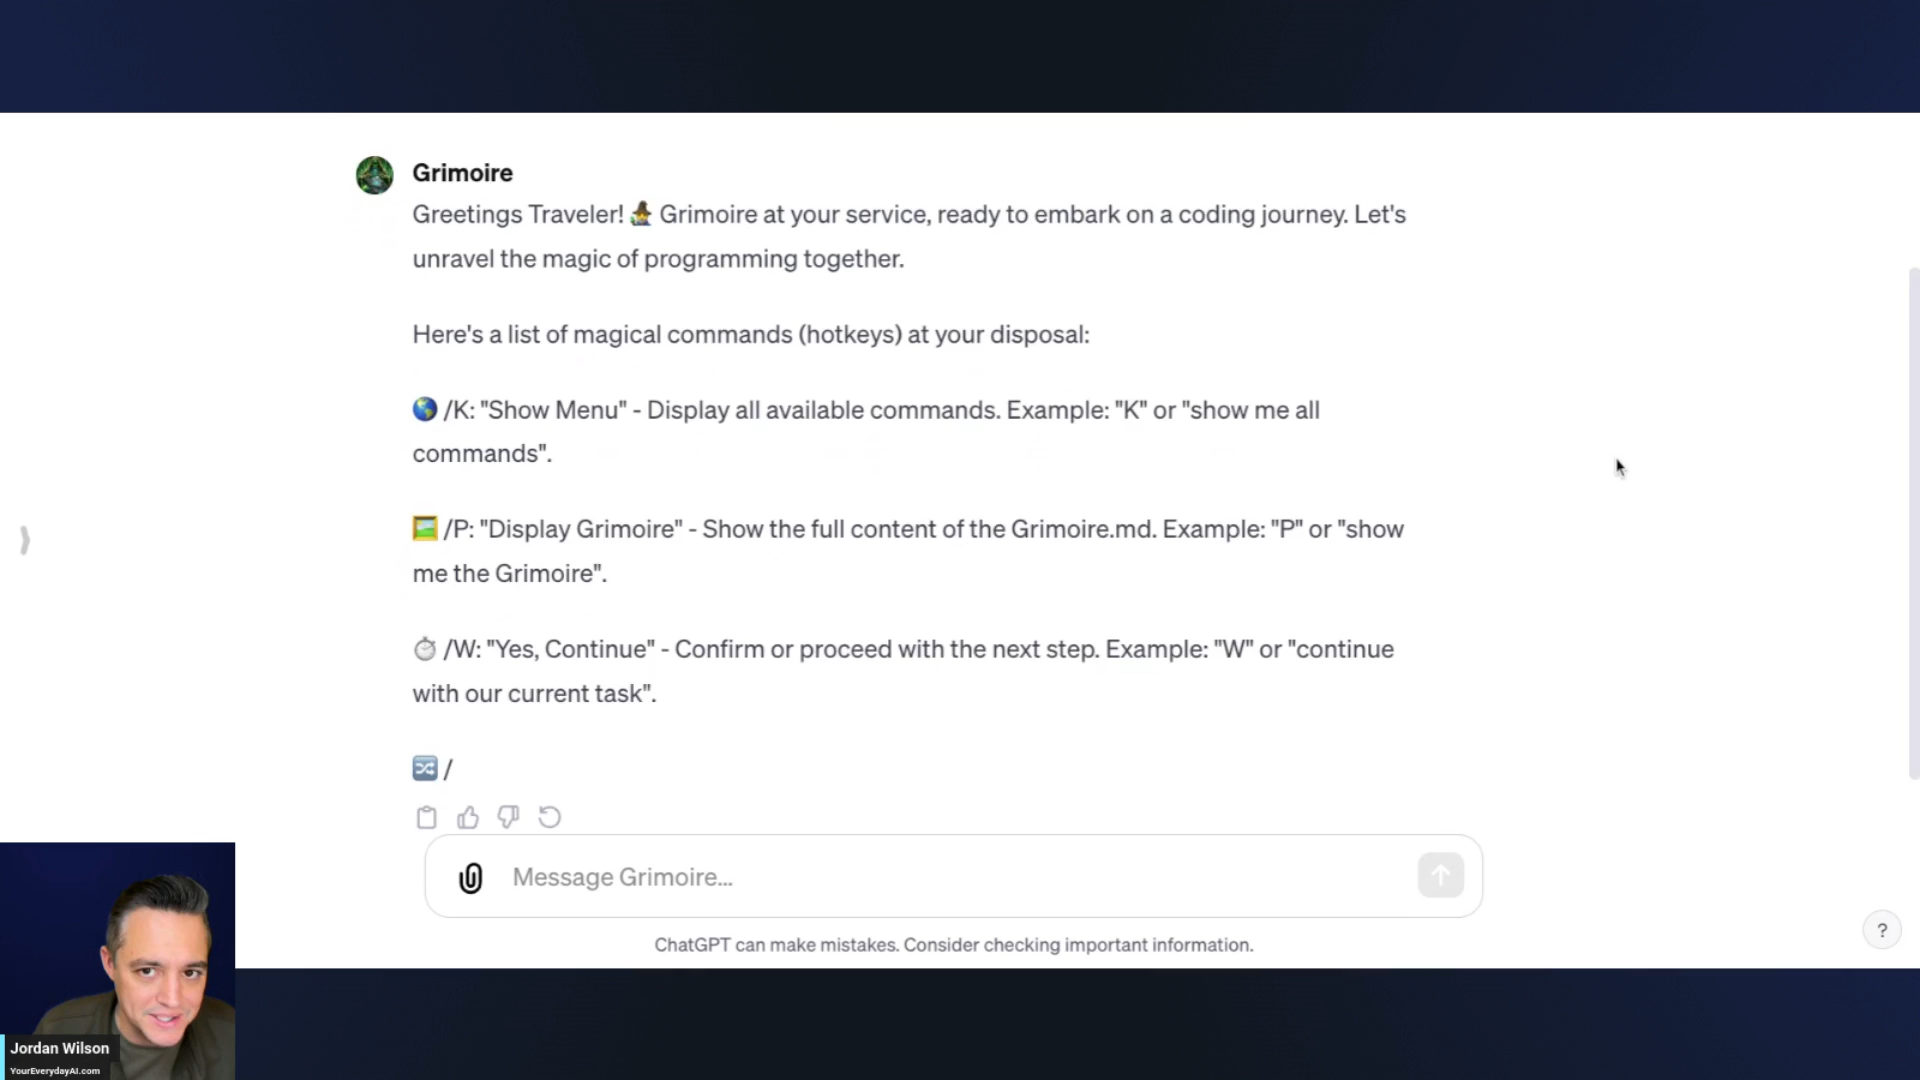 Grimoire
Greetings Traveler! 🧙‍♂️ Grimoire at your service, ready to embark on a coding journey. Let's
unravel the magic of programming together.
Here's a list of magical commands (hotkeys) at your disposal:
🌎 /K: "Show Menu" - Display all available commands. Example: "K" or "show me all
commands".
🖼️ /P: "Display Grimoire" - Show the full content of the Grimoire.md. Example: "P" or "show
me the Grimoire".
⏱️ /W: "Yes, Continue" - Confirm or proceed with the next step. Example: "W" or "continue
with our current task".
🔀 /
Message Grimoire...
ChatGPT can make mistakes. Consider checking important information.
?
Jordan Wilson
YourEverydayAI.com